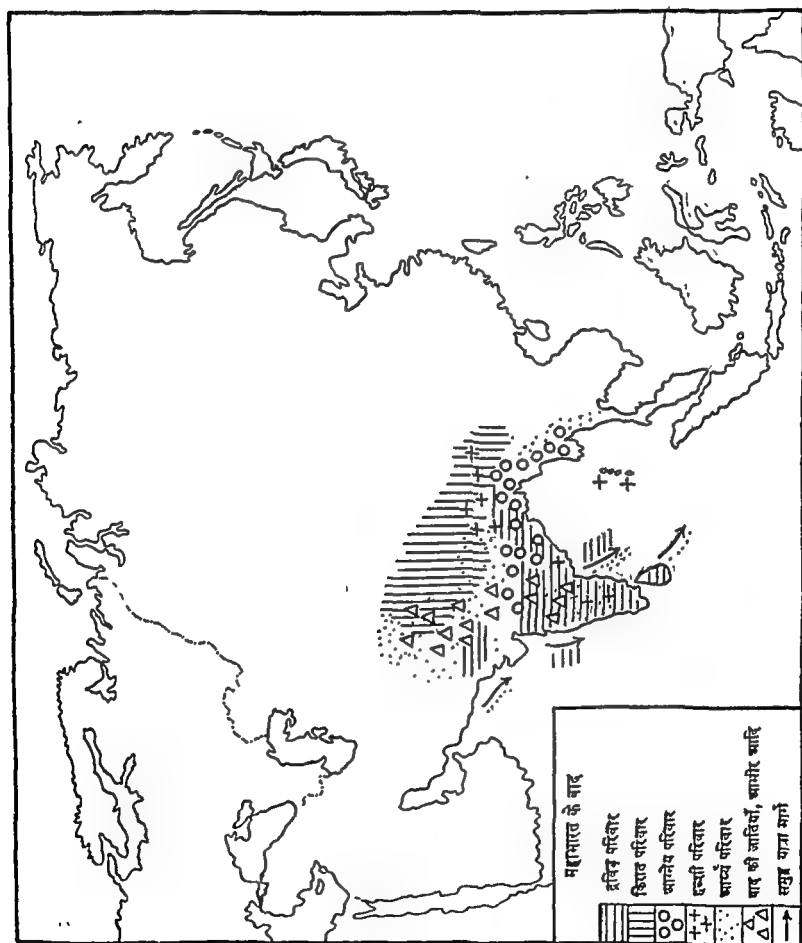 महाभारत के बाद
द्रविड़ परिवार
किरात परिवार
आग्नेय परिवार
हब्शी परिवार
आर्य्य परिवार
बाद की जातियाँ, आभीर आदि
समुद्र यात्रा मार्ग